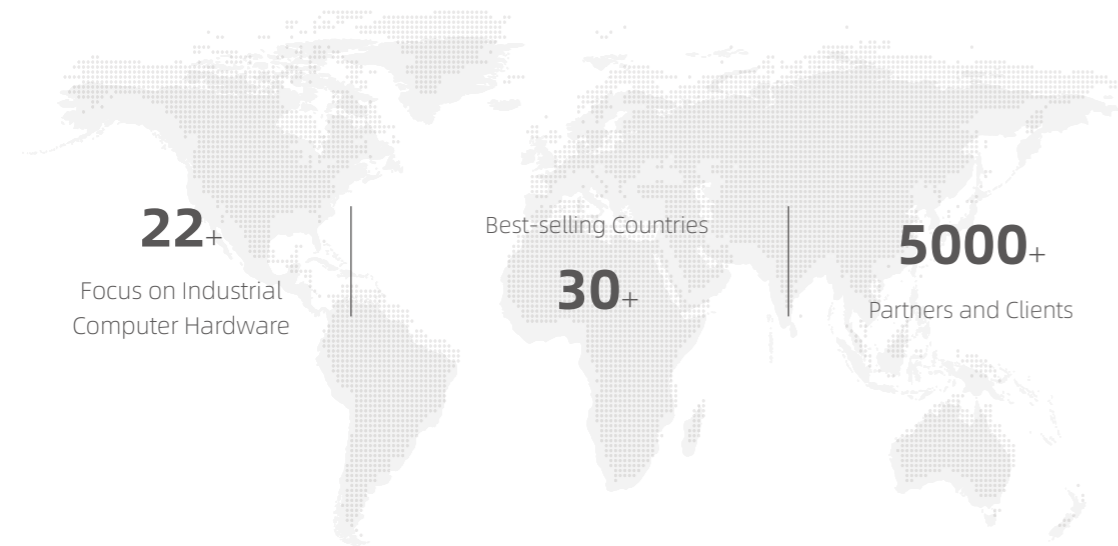 22+
Focus on Industrial
Computer Hardware
Best-selling Countries
30+
5000+
Partners and Clients